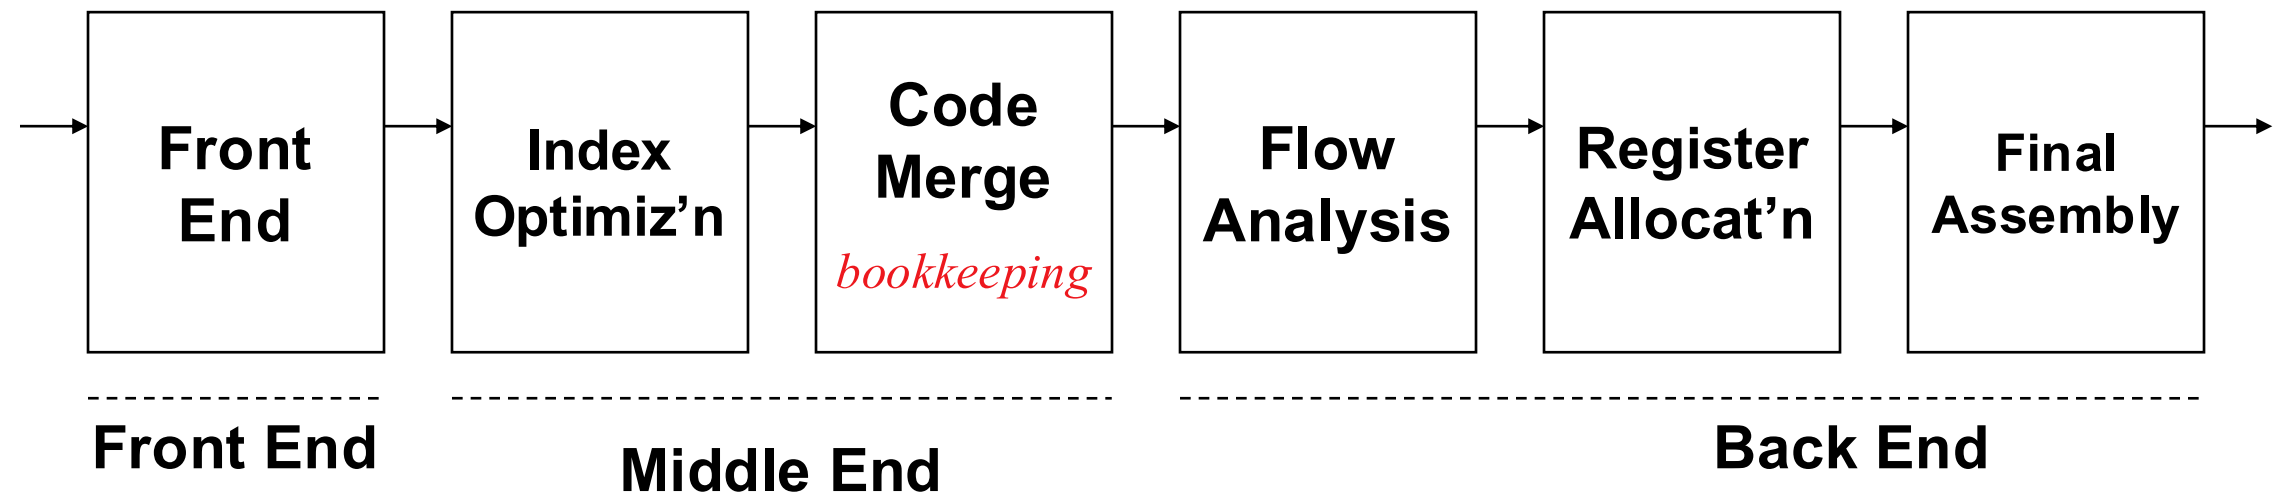 Front
End
Index
Optimiz’n
Code
Merge
bookkeeping
Flow
Analysis
Register
Allocat’n
Final
Assembly
Front End
Middle End
Back End